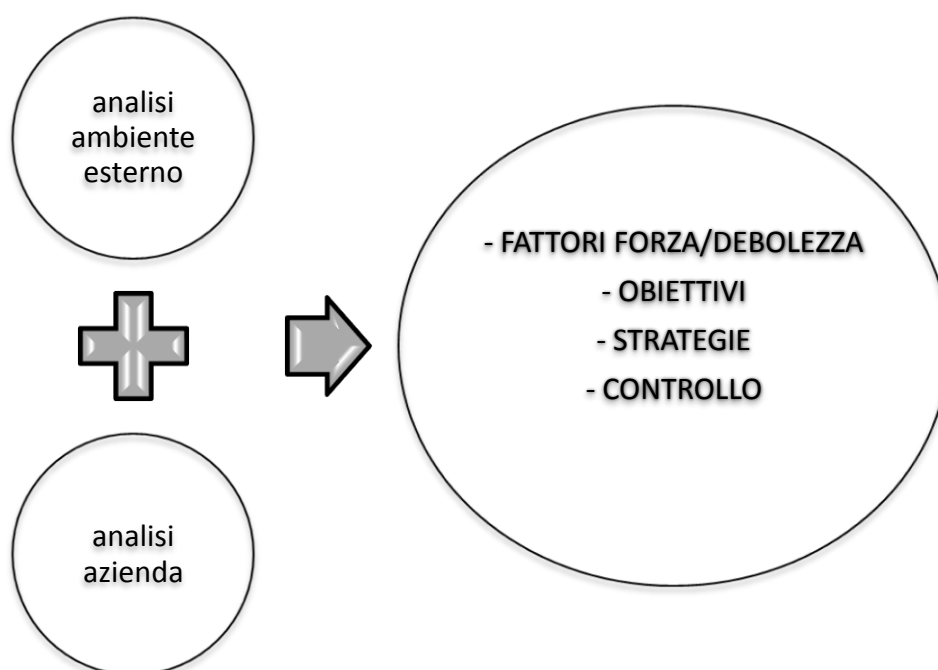 analisi
ambiente
esterno
analisi
azienda
- FATTORI FORZA/DEBOLEZZA
- OBIETTIVI
- STRATEGIE
- CONTROLLO